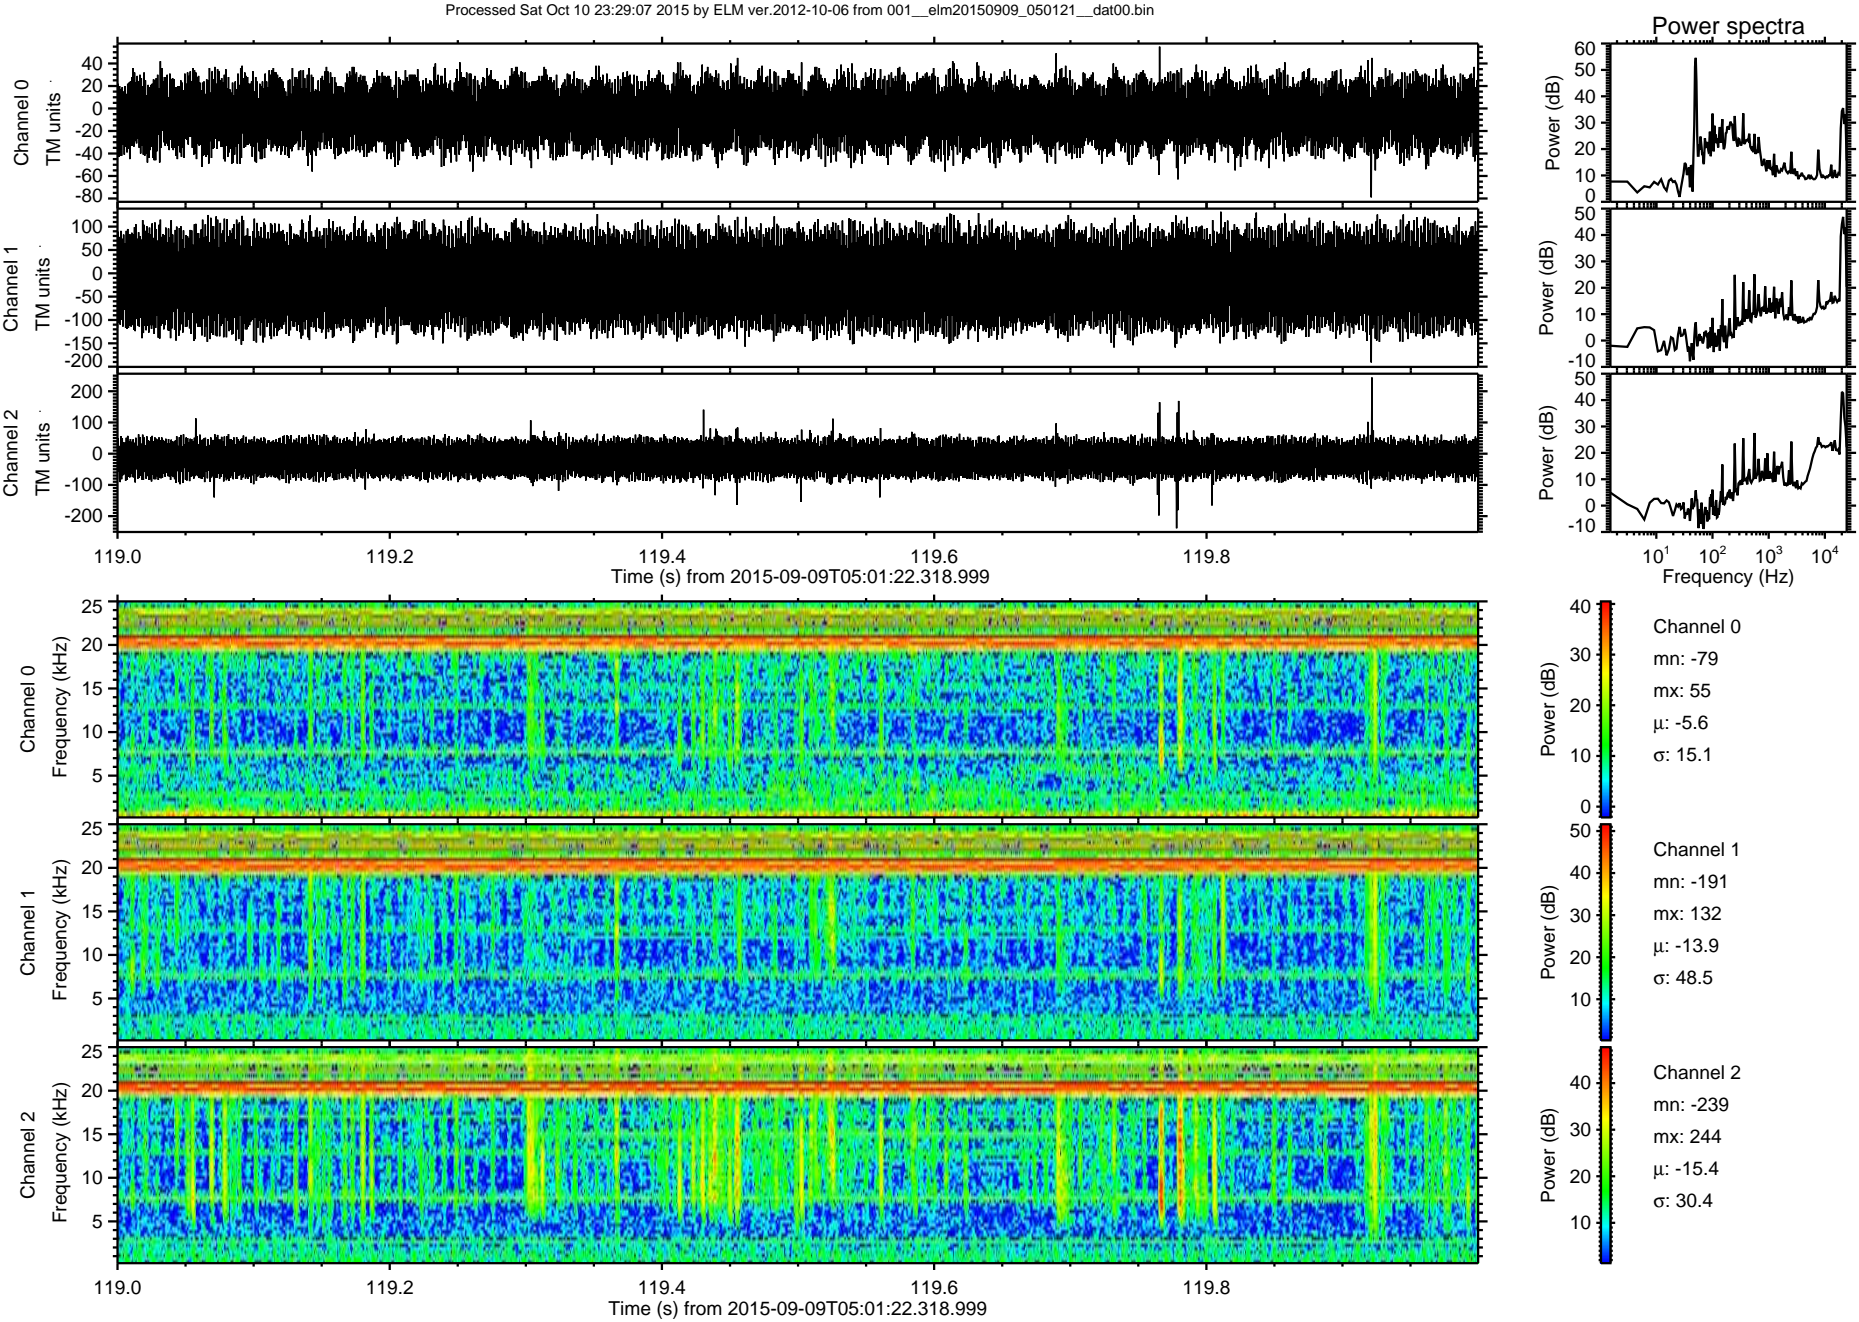 Processed Sat Oct 10 23:29:07 2015 by ELM ver.2012-10-06 from 001__elm20150909_050121__dat00.bin
Power spectra
Channel 0
TM units
40
20
0
-20
-40
-60
-80
Power (dB)
60
50
40
30
20
10
0
Channel 1
TM units
100
50
0
-50
-100
-150
-200
Power (dB)
50
40
30
20
10
0
-10
Channel 2
TM units
200
100
0
-100
-200
Power (dB)
50
40
30
20
10
0
-10
119.0 119.2 119.4 119.6 119.8
Time (s) from 2015-09-09T05:01:22.318.999
10^1 10^2 10^3 10^4
Frequency (Hz)
Channel 0
Frequency (kHz)
25
20
15
10
5
Power (dB)
40
30
20
10
0
Channel 0
mn: -79
mx: 55
μ: -5.6
σ: 15.1
Channel 1
Frequency (kHz)
25
20
15
10
5
Power (dB)
50
40
30
20
10
Channel 1
mn: -191
mx: 132
μ: -13.9
σ: 48.5
Channel 2
Frequency (kHz)
25
20
15
10
5
Power (dB)
40
30
20
10
Channel 2
mn: -239
mx: 244
μ: -15.4
σ: 30.4
119.0 119.2 119.4 119.6 119.8
Time (s) from 2015-09-09T05:01:22.318.999